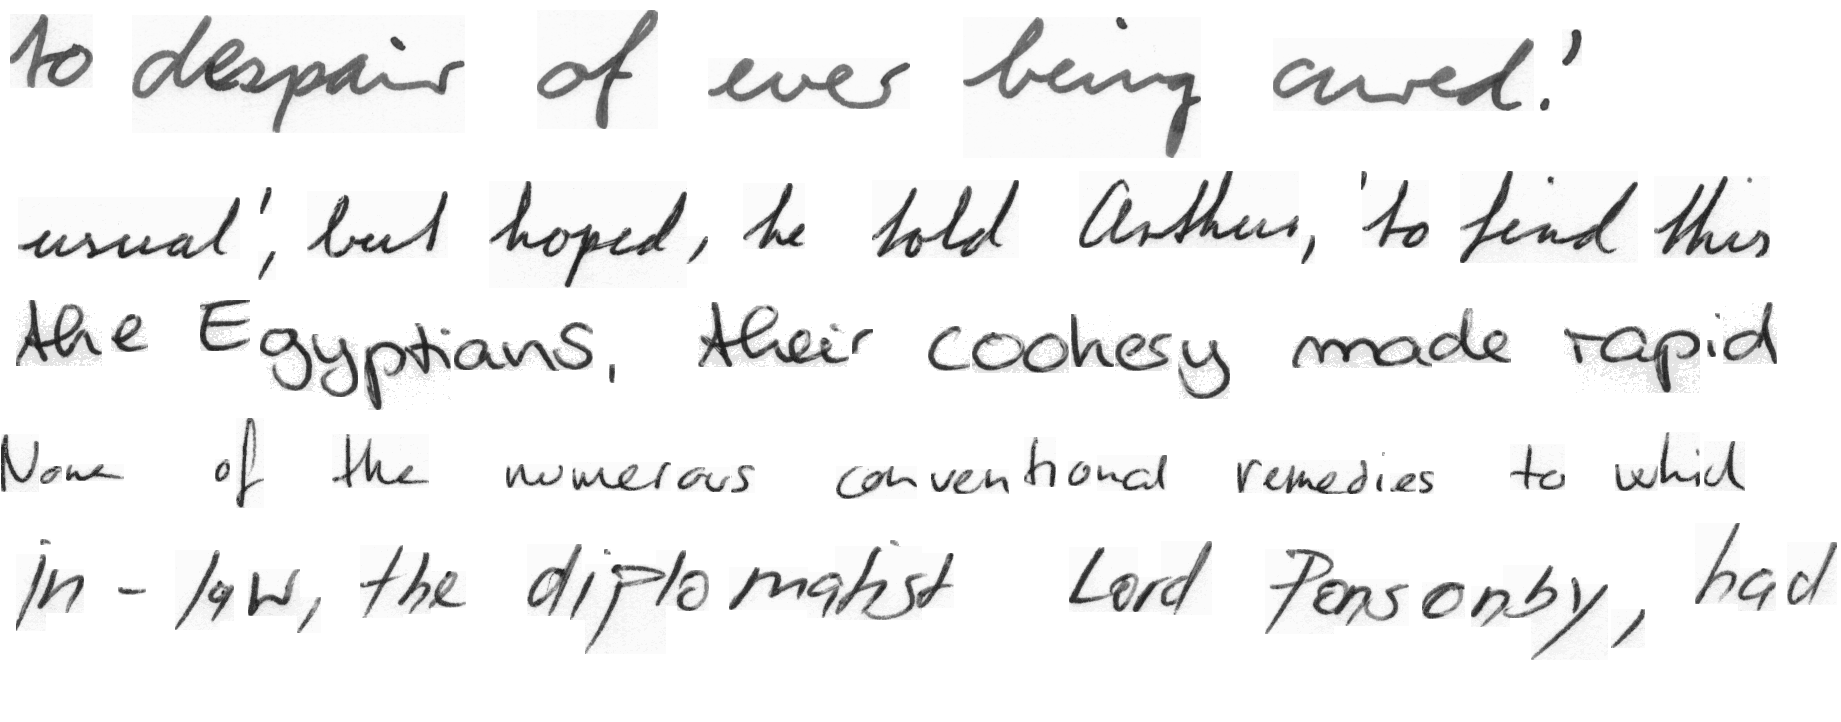 to despair of ever being cured.'
usual', but hoped, he told Arthur, 'to find this
the Egyptians, their cookery made rapid
None of the numerous conventional remedies to which
in-law, the diplomatist Lord Ponsonby, had